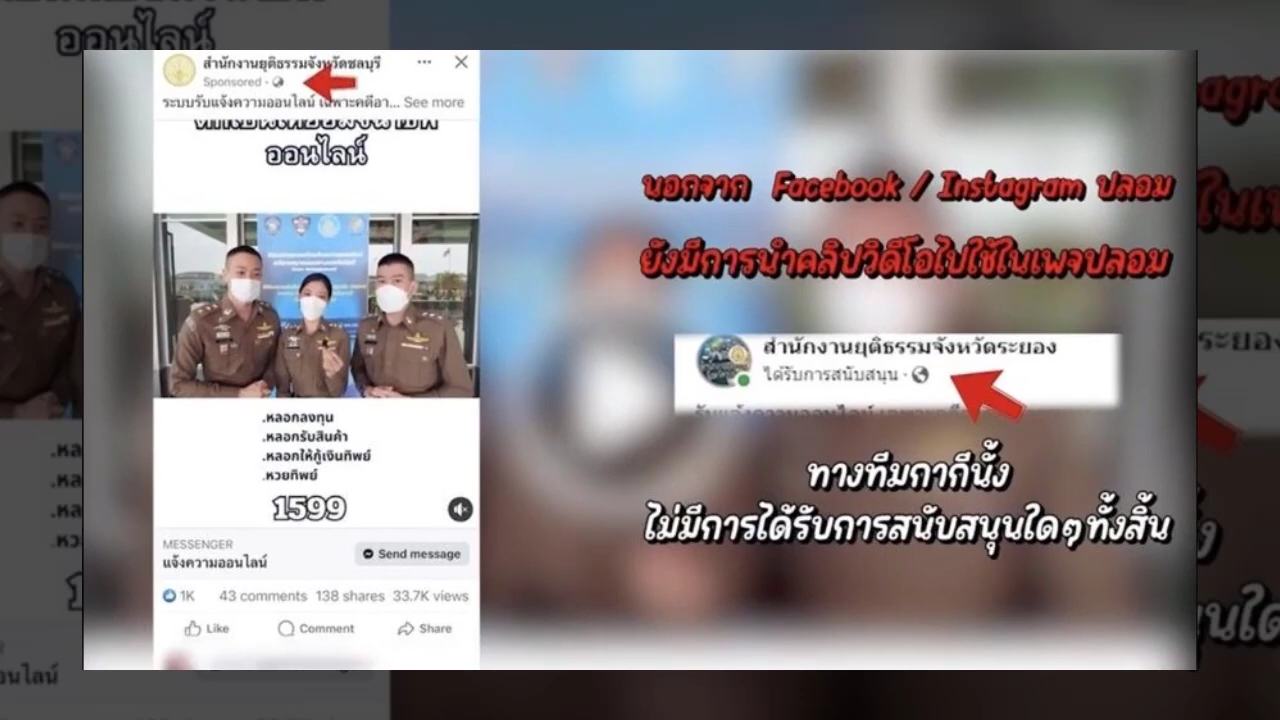 ออนไลน์
สำนักงานยุติธรรมจังหวัดชลบุรี
Sponsored ·
ระบบรับแจ้งความออนไลน์ เฉพาะคดีอา... See more
ออนไลน์
.หลอกลงทุน
.หลอกรับสินค้า
.หลอกให้กู้เงินทิพย์
.หวยทิพย์
1599
MESSENGER
แจ้งความออนไลน์
Send message
1K 43 comments 138 shares 33.7K views
Like Comment Share
นอกจาก Facebook / Instagram ปลอม
ยังมีการนำคลิปวิดีโอไปใช้ในเพจปลอม
สำนักงานยุติธรรมจังหวัดระยอง
ได้รับการสนับสนุน ·
ทางทีมกากีนั้ง
ไม่มีการได้รับการสนับสนุนใดๆทั้งสิ้น